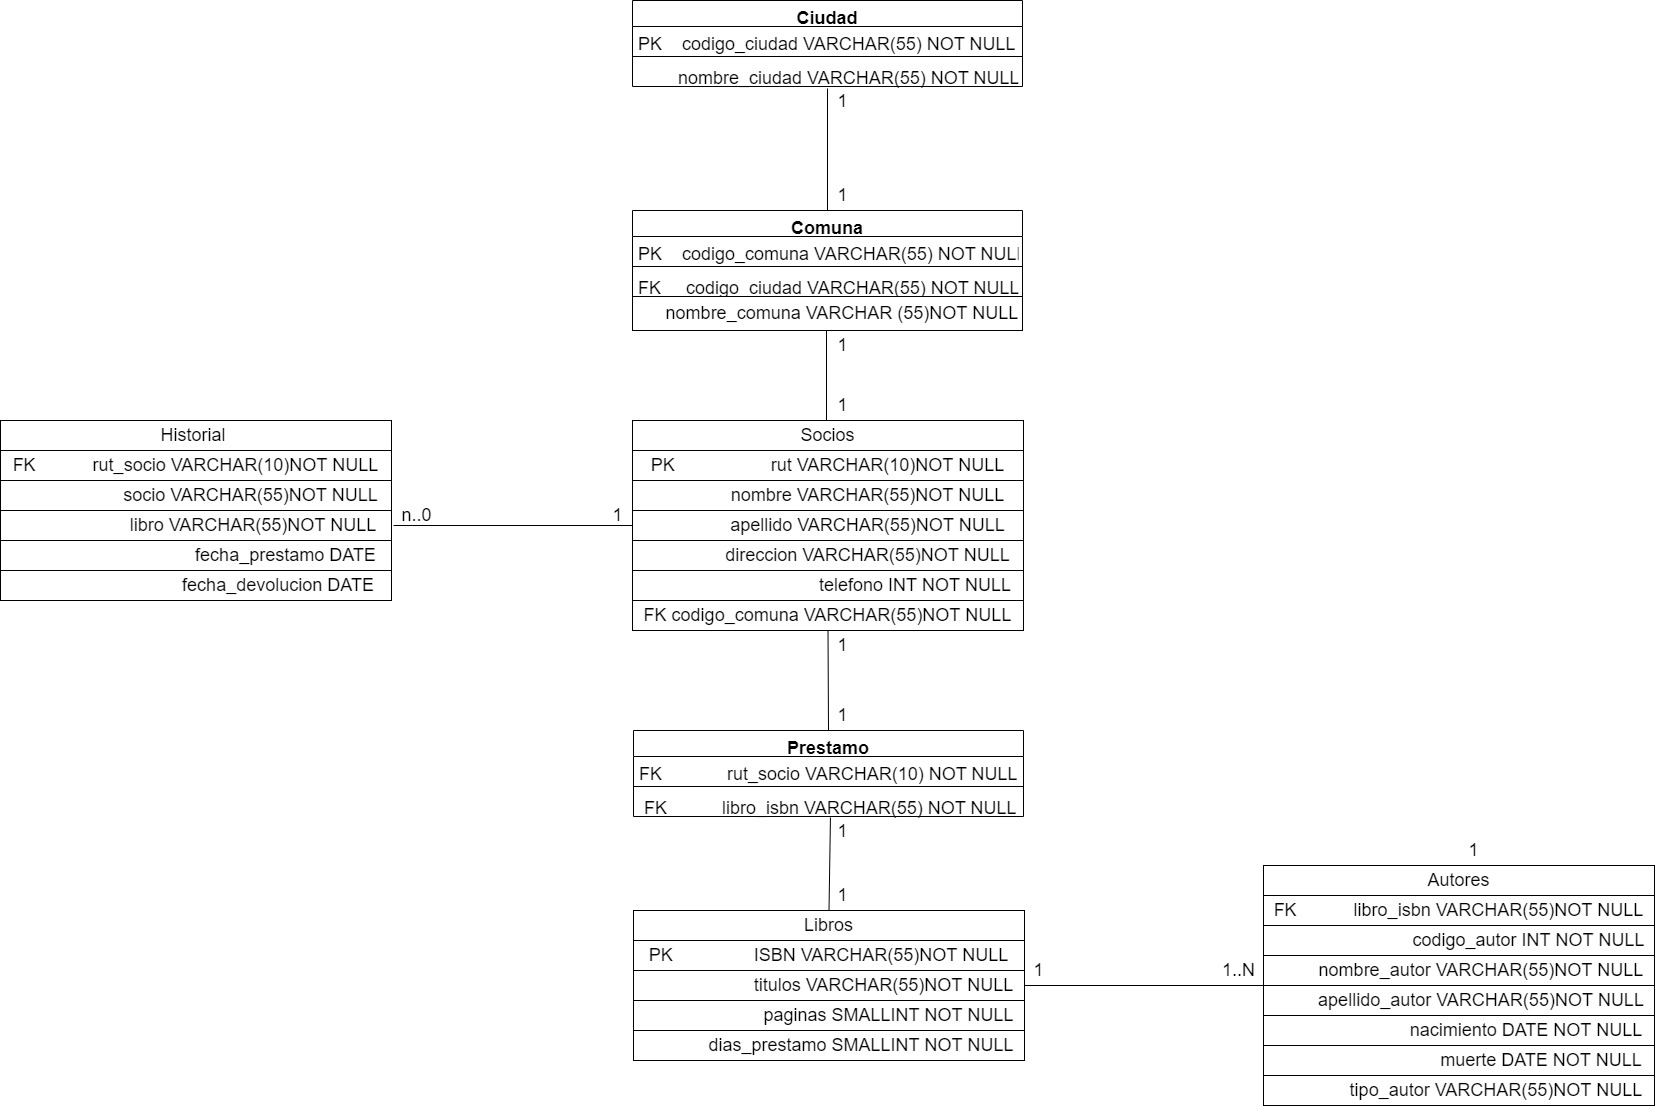 Ciudad
PK codigo_ciudad VARCHAR(55) NOT NULL
nombre_ciudad VARCHAR(55) NOT NULL
1
1
Comuna
PK codigo_comuna VARCHAR(55) NOT NUL
FK codigo_ciudad VARCHAR(55) NOT NULL
nombre_comuna VARCHAR (55)NOT NULL
1
1
Historial
FK rut_socio VARCHAR(10)NOT NULL
socio VARCHAR(55)NOT NULL
libro VARCHAR(55)NOT NULL
fecha_prestamo DATE
fecha_devolucion DATE
n..0
1
Socios
PK rut VARCHAR(10)NOT NULL
nombre VARCHAR(55)NOT NULL
apellido VARCHAR(55)NOT NULL
direccion VARCHAR(55)NOT NULL
telefono INT NOT NULL
FK codigo_comuna VARCHAR(55)NOT NULL
1
1
Prestamo
FK rut_socio VARCHAR(10) NOT NULL
FK libro_isbn VARCHAR(55) NOT NULL
1
1
Libros
PK ISBN VARCHAR(55)NOT NULL
titulos VARCHAR(55)NOT NULL
paginas SMALLINT NOT NULL
dias_prestamo SMALLINT NOT NULL
1
1..N
1
Autores
FK libro_isbn VARCHAR(55)NOT NULL
codigo_autor INT NOT NULL
nombre_autor VARCHAR(55)NOT NULL
apellido_autor VARCHAR(55)NOT NULL
nacimiento DATE NOT NULL
muerte DATE NOT NULL
tipo_autor VARCHAR(55)NOT NULL